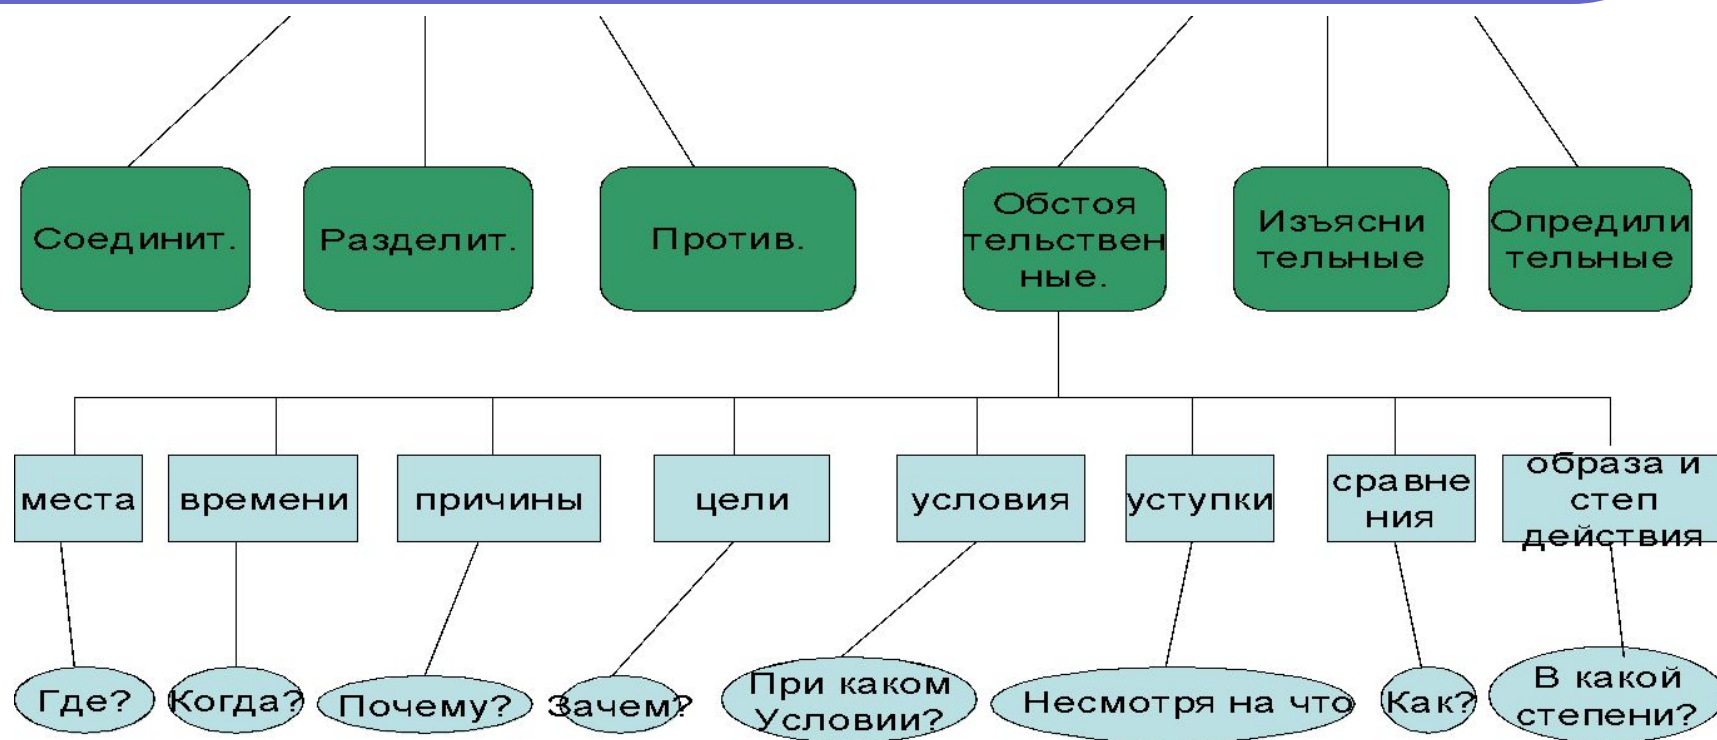 Соединит.
Разделит.
Против.
Обстоя
тельствен
ные.
Изъясни
тельные
Опредили
тельные
места
времени
причины
цели
условия
уступки
сравне
ния
образа и
степ
действия
Где?
Когда?
Почему?
Зачем?
При каком
Условии?
Несмотря на что
Как?
В какой
степени?